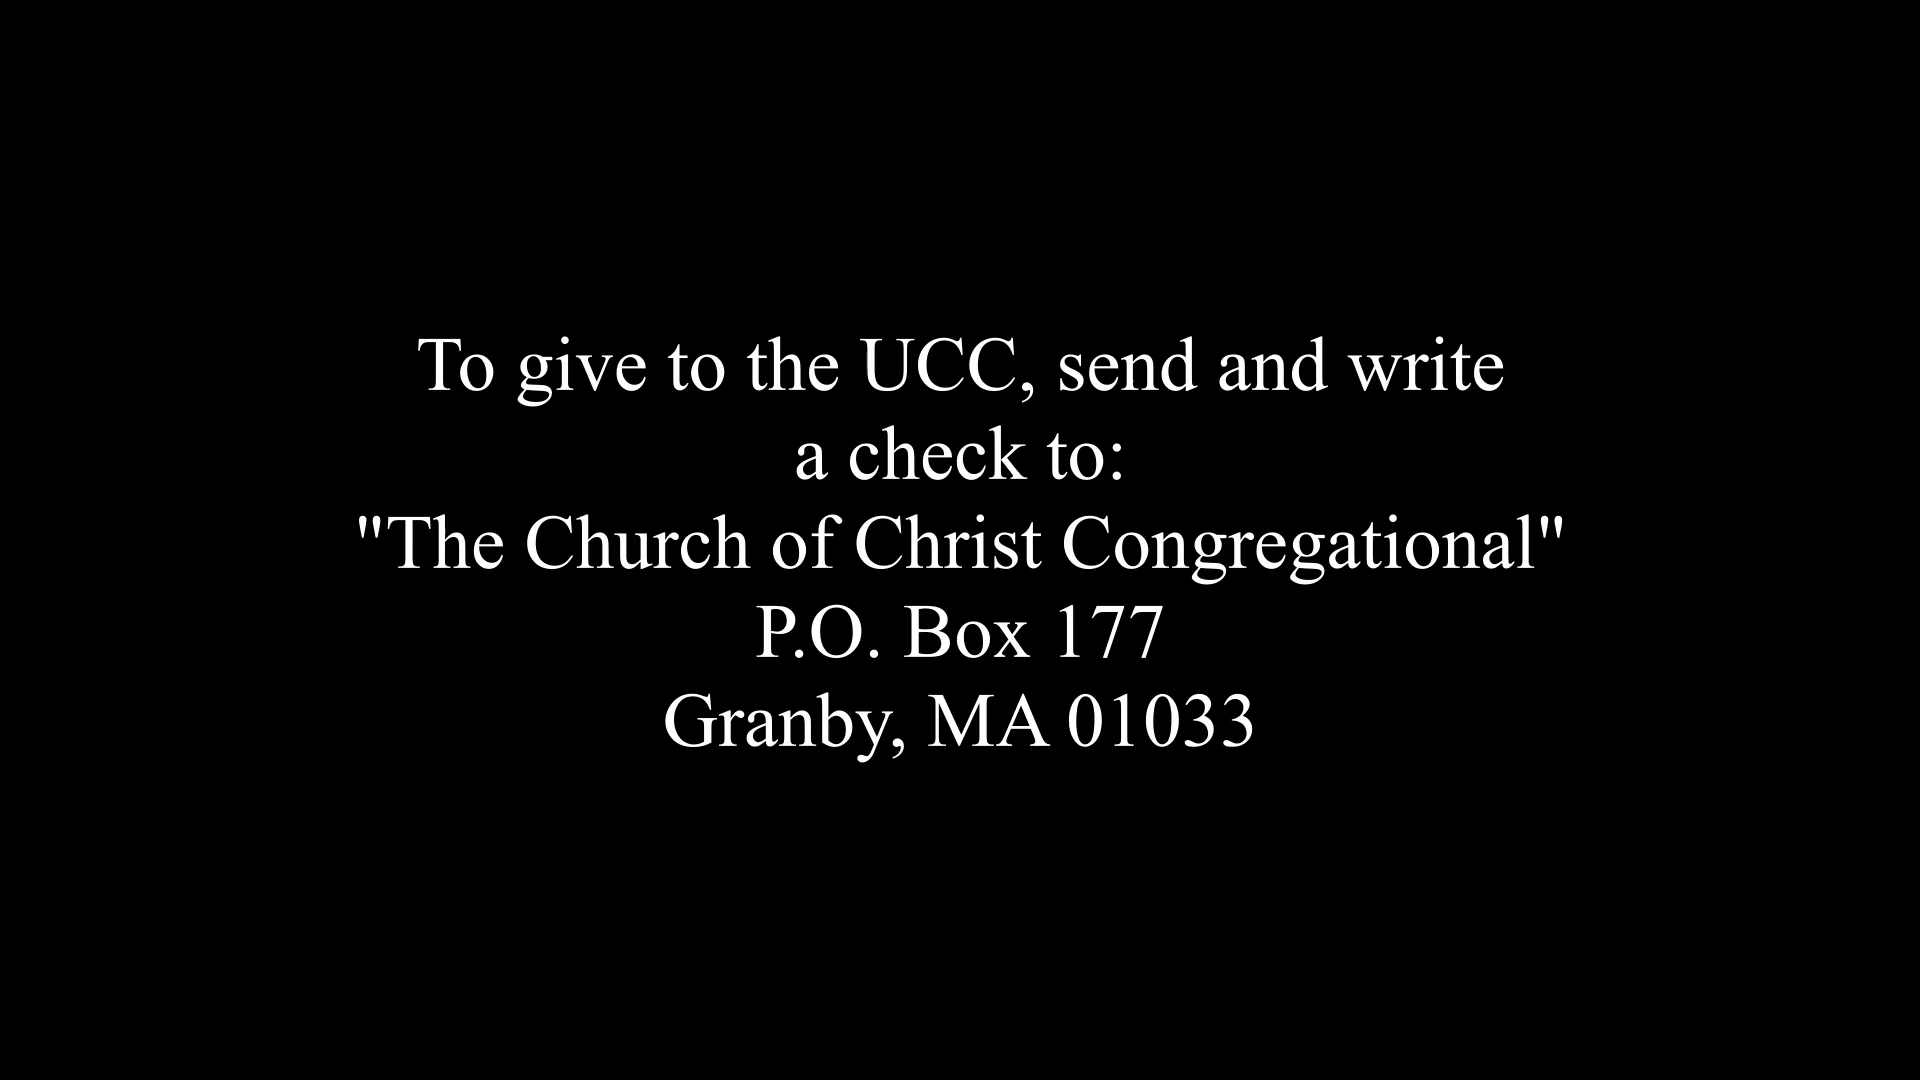 To give to the UCC, send and write
a check to:
"The Church of Christ Congregational"
P.O. Box 177
Granby, MA 01033